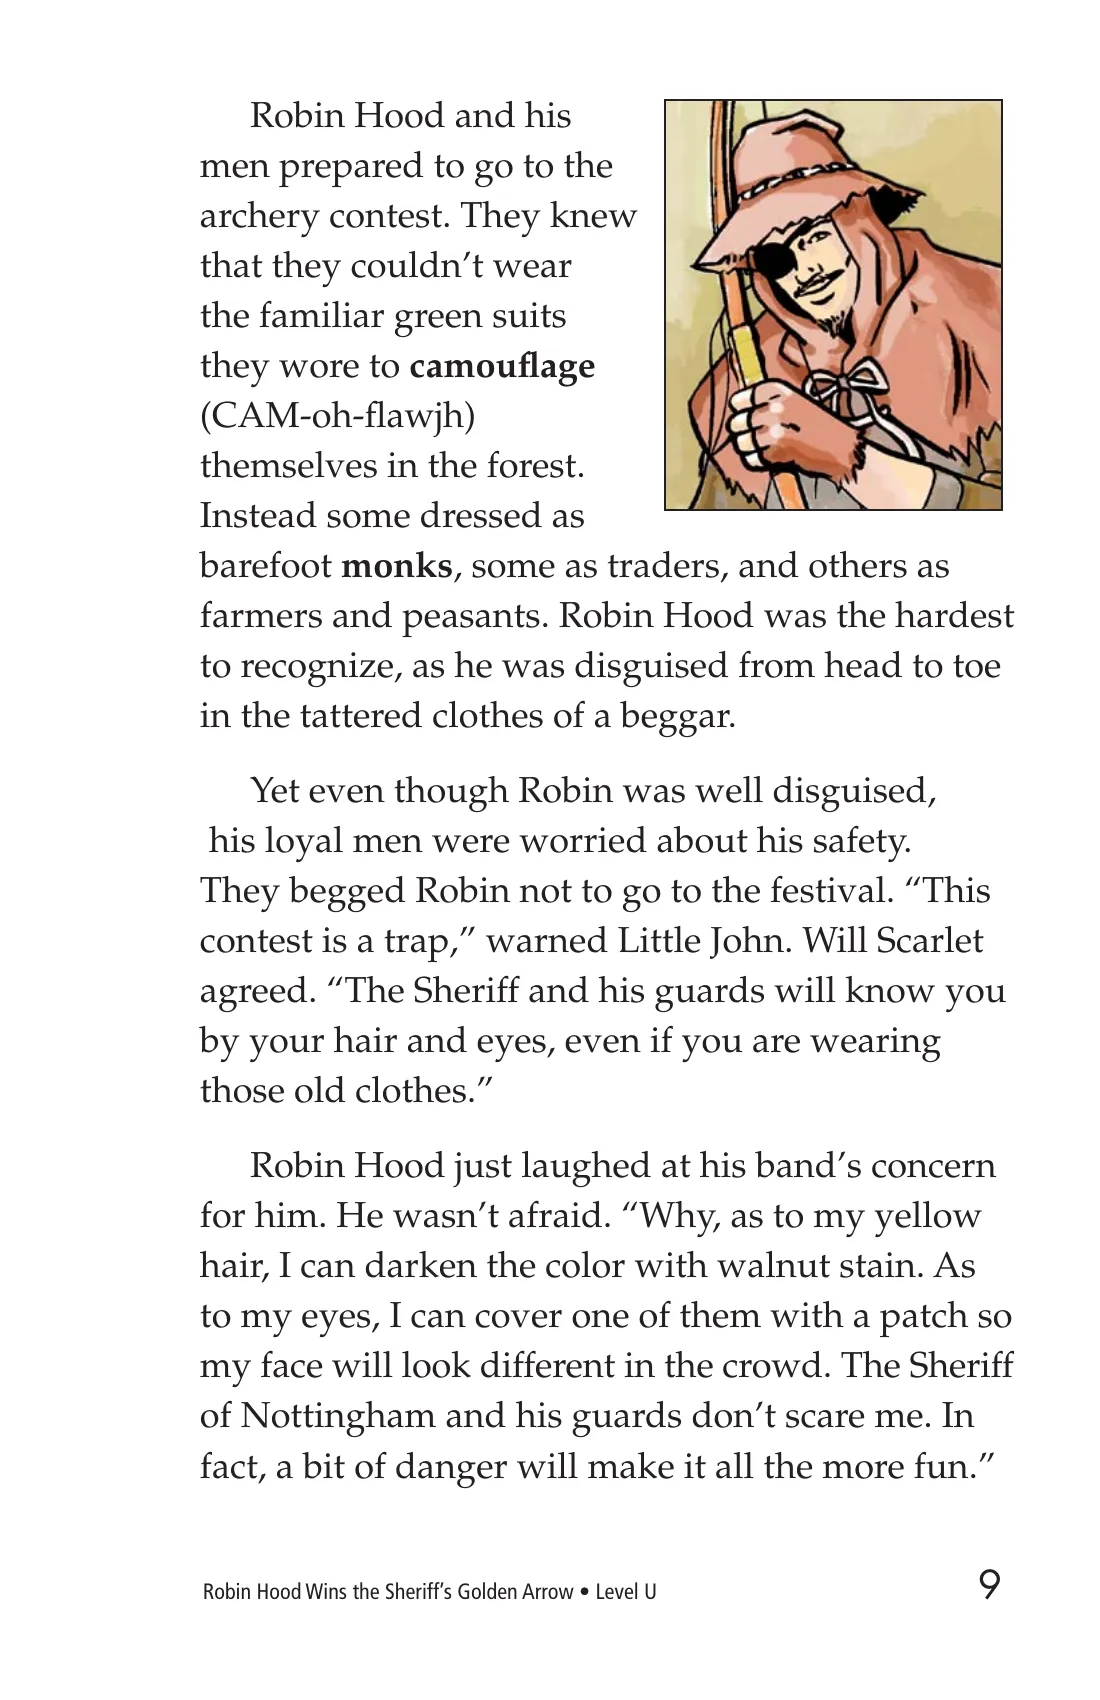 Robin Hood and his
men prepared to go to the
archery contest. They knew
that they couldn’t wear
the familiar green suits
they wore to camouflage
(CAM-oh-flawjh)
themselves in the forest.
Instead some dressed as
barefoot monks, some as traders, and others as
farmers and peasants. Robin Hood was the hardest
to recognize, as he was disguised from head to toe
in the tattered clothes of a beggar.
Yet even though Robin was well disguised,
his loyal men were worried about his safety.
They begged Robin not to go to the festival. “This
contest is a trap,” warned Little John. Will Scarlet
agreed. “The Sheriff and his guards will know you
by your hair and eyes, even if you are wearing
those old clothes.”
Robin Hood just laughed at his band’s concern
for him. He wasn’t afraid. “Why, as to my yellow
hair, I can darken the color with walnut stain. As
to my eyes, I can cover one of them with a patch so
my face will look different in the crowd. The Sheriff
of Nottingham and his guards don’t scare me. In
fact, a bit of danger will make it all the more fun.”
Robin Hood Wins the Sheriff’s Golden Arrow • Level U
9